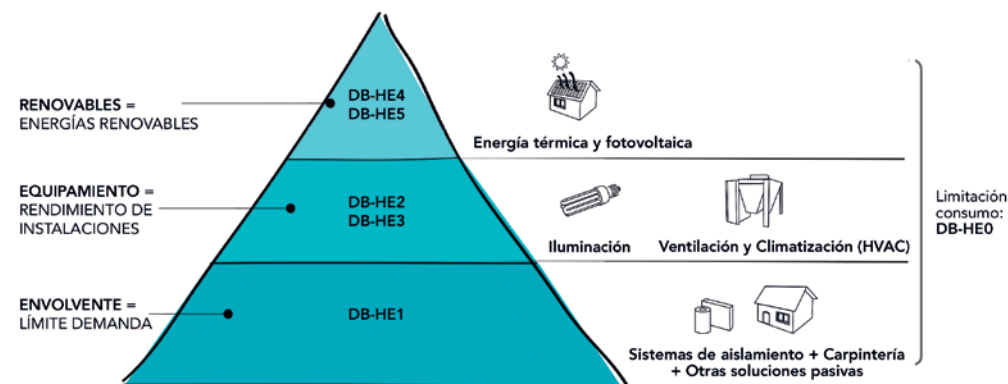 RENOVABLES =
ENERGÍAS RENOVABLES
DB-HE4
DB-HE5
Energía térmica y fotovoltaica
EQUIPAMIENTO =
RENDIMIENTO DE
INSTALACIONES
DB-HE2
DB-HE3
Iluminación
Ventilación y Climatización (HVAC)
Limitación
consumo:
DB-HE0
ENVOLVENTE =
LÍMITE DEMANDA
DB-HE1
Sistemas de aislamiento + Carpintería
+ Otras soluciones pasivas